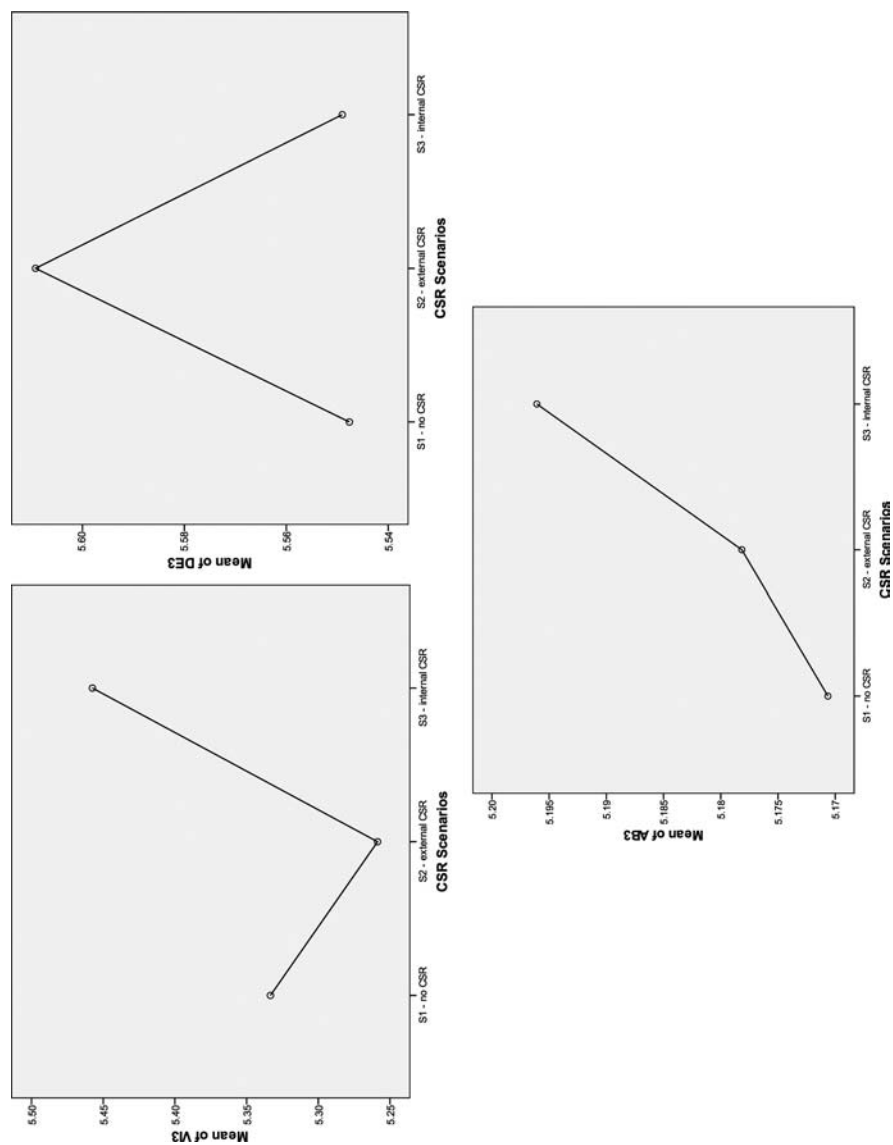 Mean of VI3
5.50
5.45
5.40
5.35
5.30
5.25
S1 - no CSR
S2 - external CSR
S3 - internal CSR
CSR Scenarios
Mean of DE3
5.60
5.58
5.56
5.54
S1 - no CSR
S2 - external CSR
S3 - internal CSR
CSR Scenarios
Mean of AB3
5.20
5.195
5.19
5.185
5.18
5.175
5.17
S1 - no CSR
S2 - external CSR
S3 - internal CSR
CSR Scenarios